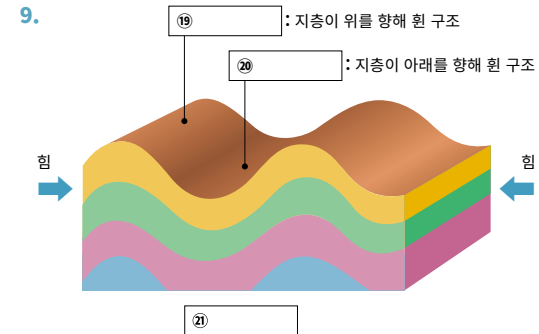 9.
⑲ : 지층이 위를 향해 휜 구조
⑳ : 지층이 아래를 향해 휜 구조
힘
힘
㉑